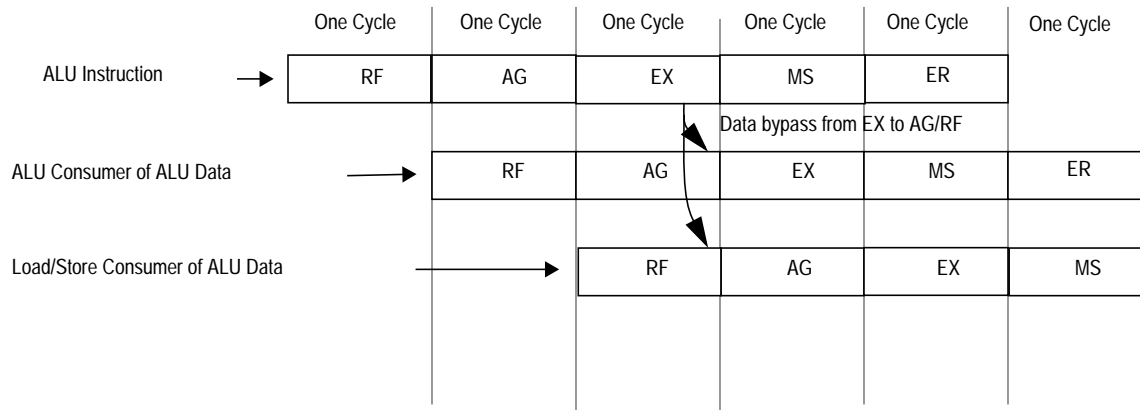 One Cycle One Cycle One Cycle One Cycle One Cycle One Cycle
ALU Instruction RF AG EX MS ER
Data bypass from EX to AG/RF
ALU Consumer of ALU Data RF AG EX MS ER
Load/Store Consumer of ALU Data RF AG EX MS